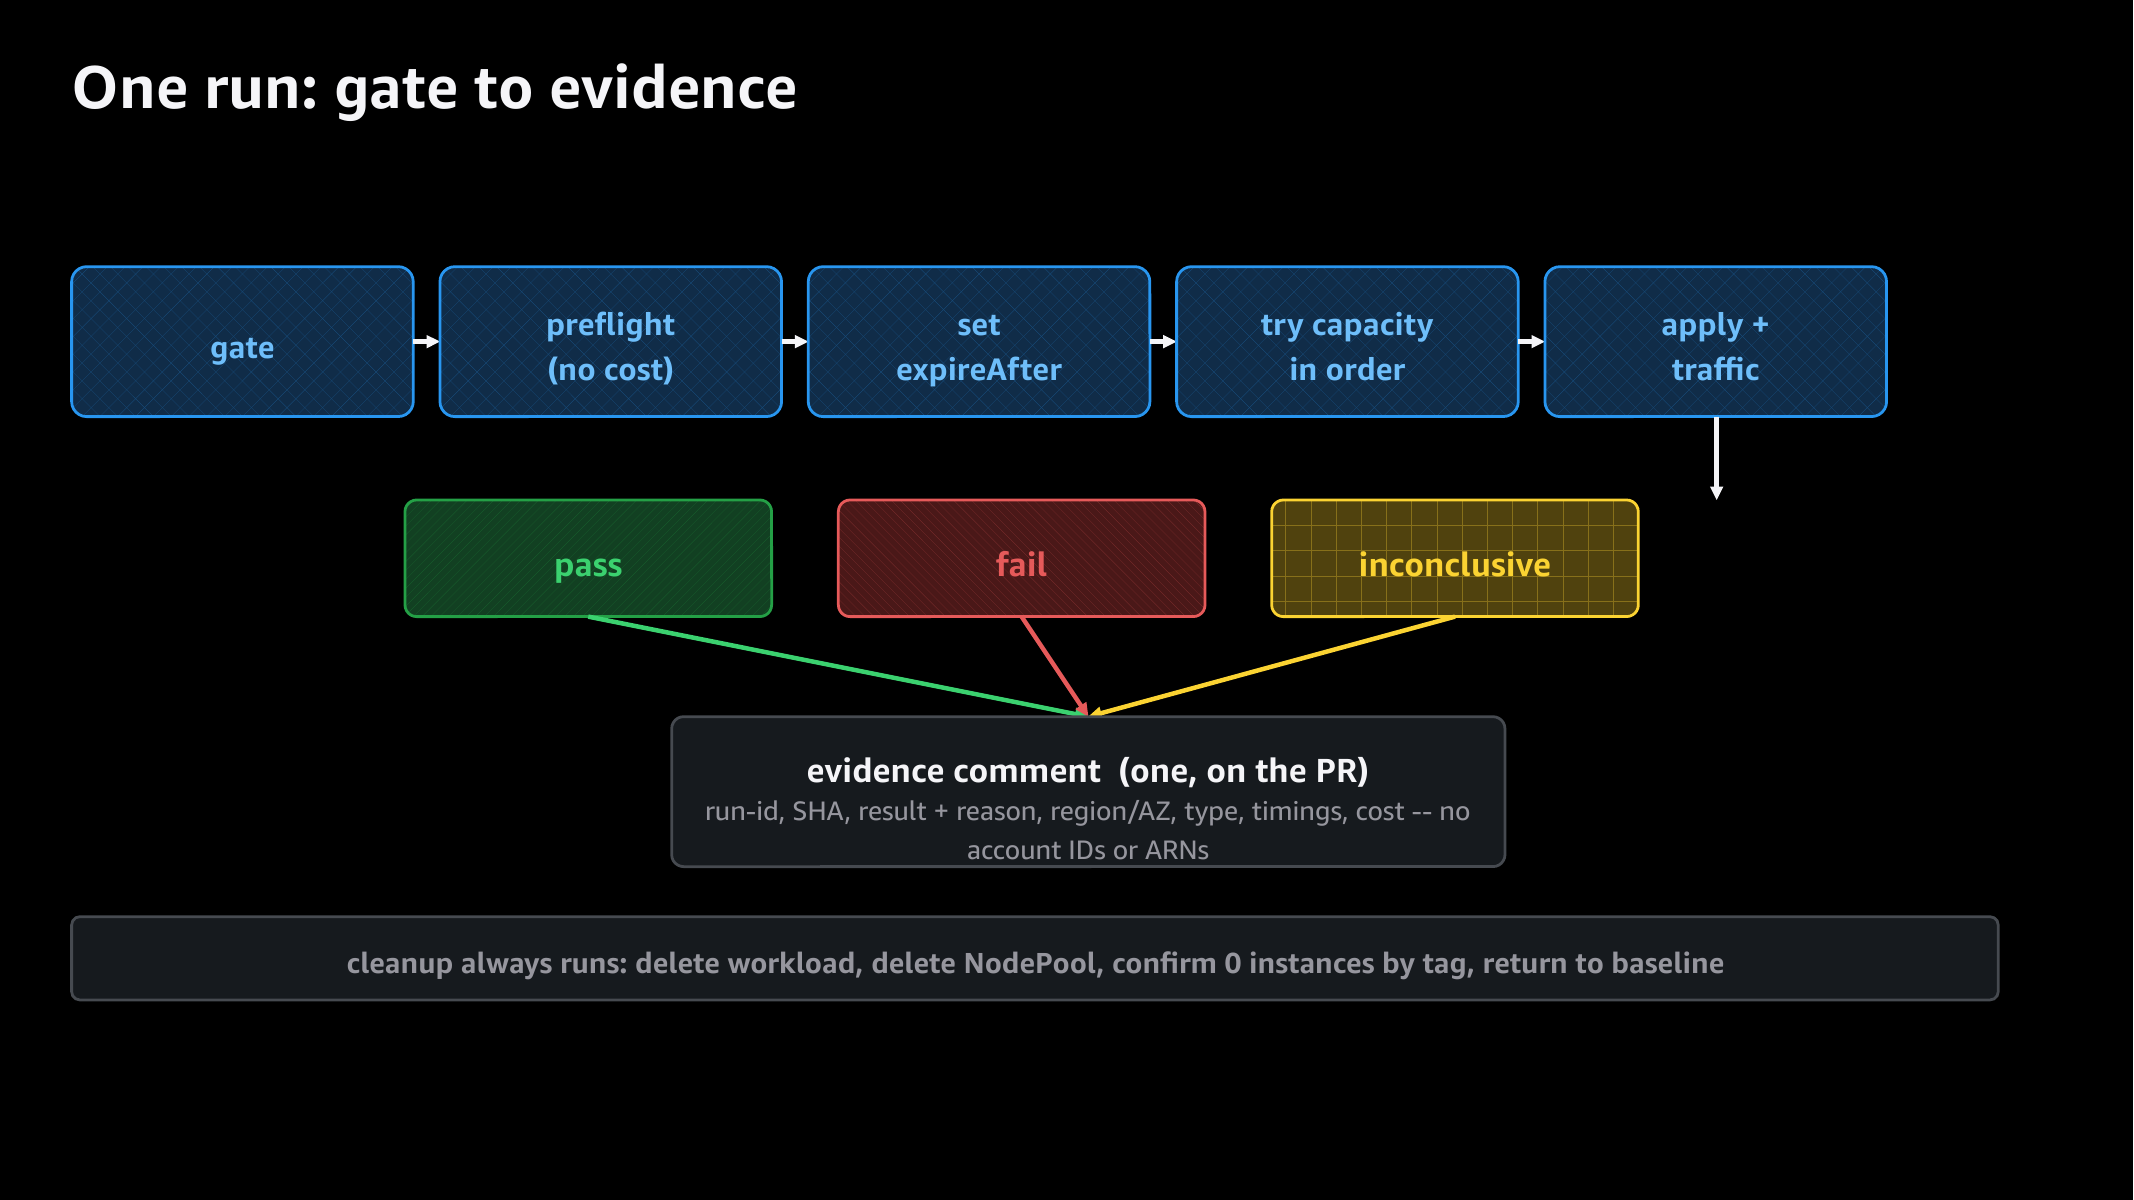 One run: gate to evidence
gate
preflight
(no cost)
set
expireAfter
try capacity
in order
apply +
traffic
pass
fail
inconclusive
evidence comment  (one, on the PR)
run-id, SHA, result + reason, region/AZ, type, timings, cost -- no
account IDs or ARNs
cleanup always runs: delete workload, delete NodePool, confirm 0 instances by tag, return to baseline